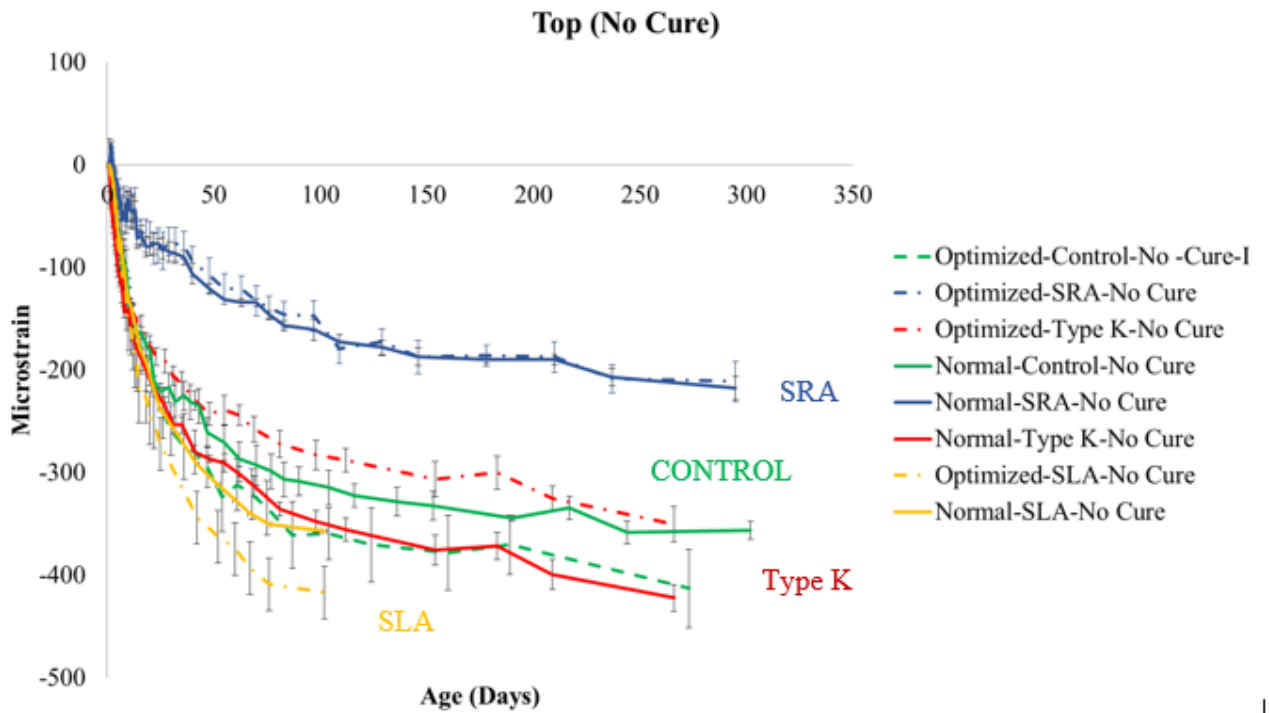 Top (No Cure)
100
0
-100
-200
-300
-400
-500
Microstrain
0 50 100 150 200 250 300 350
Age (Days)
SRA
CONTROL
Type K
SLA
Optimized-Control-No -Cure-I
Optimized-SRA-No Cure
Optimized-Type K-No Cure
Normal-Control-No Cure
Normal-SRA-No Cure
Normal-Type K-No Cure
Optimized-SLA-No Cure
Normal-SLA-No Cure